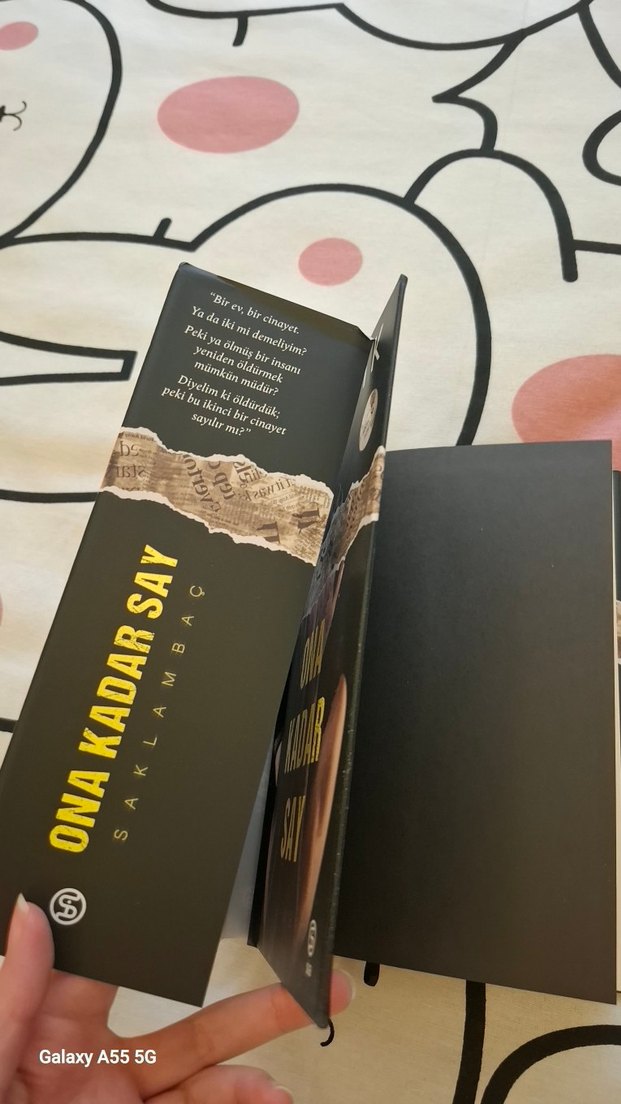 “Bir ev, bir cinayet.
Ya da iki mi demeliyim?
Peki ya ölmüş bir insanı
yeniden öldürmek
mümkün müdür?
Diyelim ki öldürdük;
peki bu ikinci bir cinayet
sayılır mı?”
ONA KADAR SAY
SAKLAMBAÇ
ONA
KADAR
SAY
Galaxy A55 5G